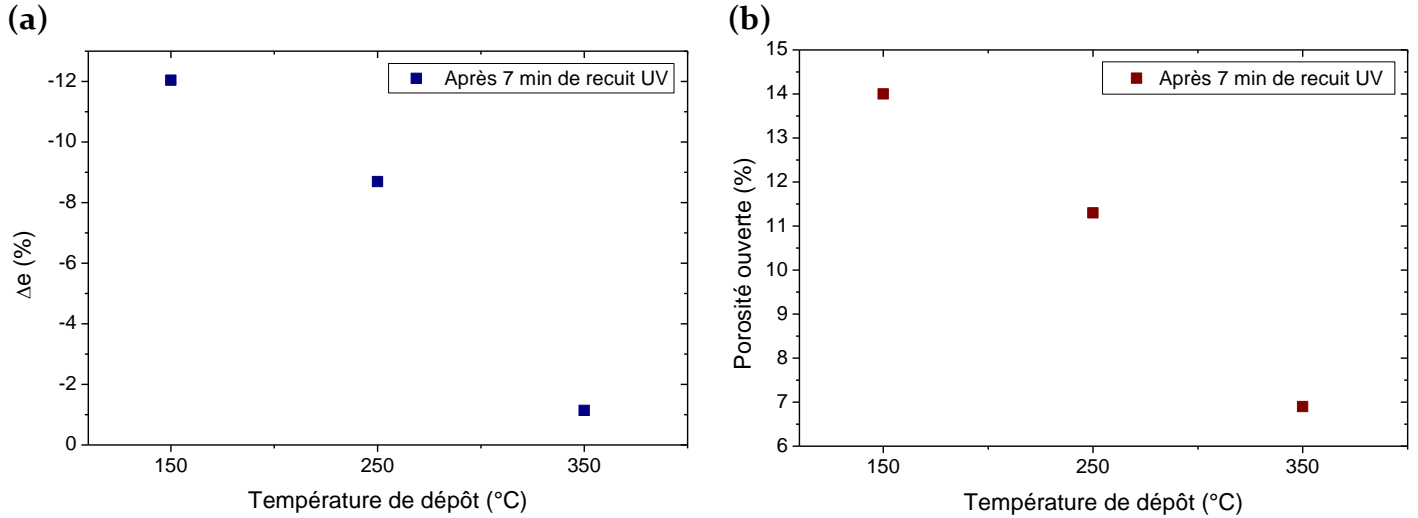 (a)
Après 7 min de recuit UV
-12
-10
-8
-6
-4
-2
0
Δe (%)
150 250 350
Température de dépôt (°C)
(b)
Après 7 min de recuit UV
15
14
13
12
11
10
9
8
7
6
Porosité ouverte (%)
150 250 350
Température de dépôt (°C)